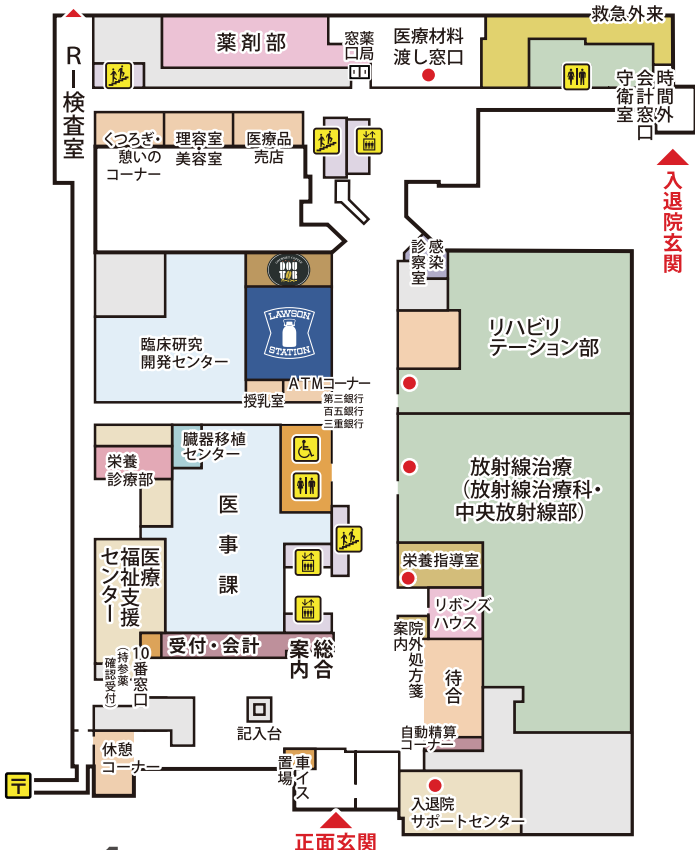 救急外来
薬剤部
薬局
窓口
医療材料
渡し窓口
時間外
会計窓口
守衛室
RI検査室
くつろぎ・
憩いの
コーナー
理容室・
美容室
医療品
売店
入退院玄関
感染
診察室
DOUTOR
LAWSON
STATION
臨床研究
開発センター
リハビリ
テーション部
授乳室
ATMコーナー
第三銀行
百五銀行
三重銀行
臓器移植
センター
栄養
診療部
医事課
放射線治療
(放射線治療科・
中央放射線部)
栄養指導室
医療
福祉支援
センター
リボンズ
ハウス
受付・会計
総合
案内
院外処方箋
案内
待合
10番窓口
(持参薬
確認受付)
記入台
自動精算
コーナー
休憩
コーナー
車イス
置場
入退院
サポートセンター
〒
正面玄関